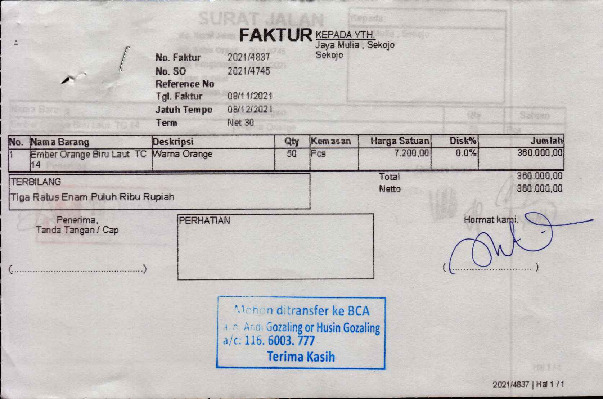 SURAT JALAN
FAKTUR
KEPADA YTH.
Jaya Mulia , Sekojo
Sekojo
No. Faktur 2021/4837
No. SO 2021/4745
Reference No
Tgl. Faktur 08/11/2021
Jatuh Tempo 08/12/2021
Term Net 30
No. Nama Barang Deskripsi Qty Kemasan Harga Satuan Disk% Jumlah
1 Ember Orange Biru Laut TC 14 Warna Orange 50 Pcs 7.200,00 0.0% 360.000,00
Total 360.000,00
Netto 360.000,00
TERBILANG
Tiga Ratus Enam Puluh Ribu Rupiah
Penerima,
Tanda Tangan / Cap
PERHATIAN
Hormat kami,
(........................................)
(........................)
Mohon ditransfer ke BCA
a.n. Andi Gozaling or Husin Gozaling
a/c: 116. 6003. 777
Terima Kasih
2021/4837 | Hal 1 / 1